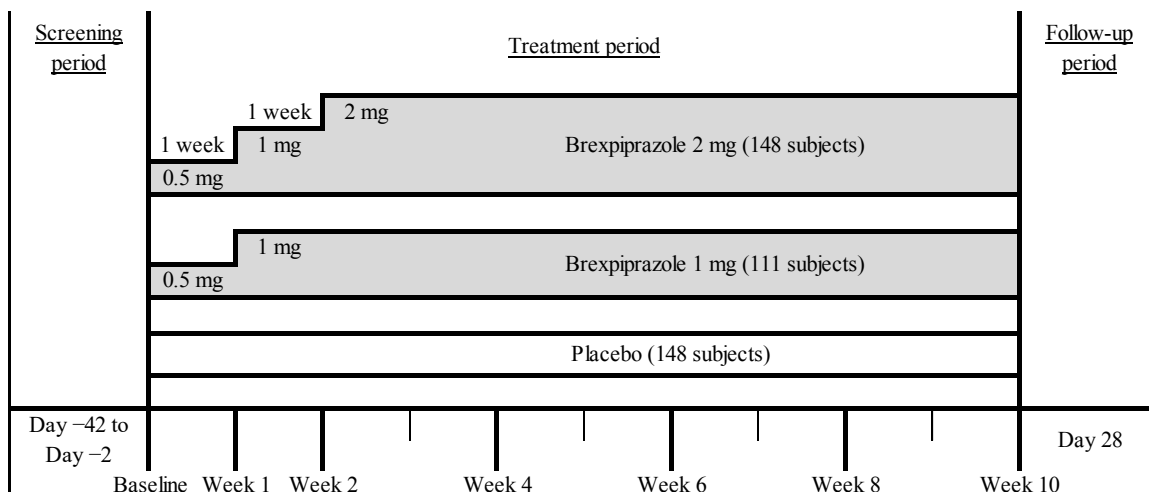 Screening
period
Treatment period
Follow-up
period
1 week
2 mg
1 week
1 mg
Brexpiprazole 2 mg (148 subjects)
0.5 mg
1 mg
Brexpiprazole 1 mg (111 subjects)
0.5 mg
Placebo (148 subjects)
Day −42 to
Day −2
Day 28
Baseline Week 1 Week 2 Week 4 Week 6 Week 8 Week 10